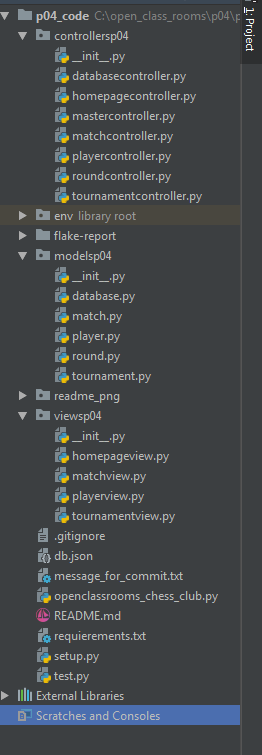 p04_code C:\open_class_rooms\p04\p
controllersp04
__init__.py
databasecontroller.py
homepagecontroller.py
mastercontroller.py
matchcontroller.py
playercontroller.py
roundcontroller.py
tournamentcontroller.py
env library root
flake-report
modelsp04
__init__.py
database.py
match.py
player.py
round.py
tournament.py
readme_png
viewsp04
__init__.py
homepageview.py
matchview.py
playerview.py
tournamentview.py
.gitignore
db.json
message_for_commit.txt
openclassrooms_chess_club.py
README.md
requierements.txt
setup.py
test.py
External Libraries
Scratches and Consoles
1: Project